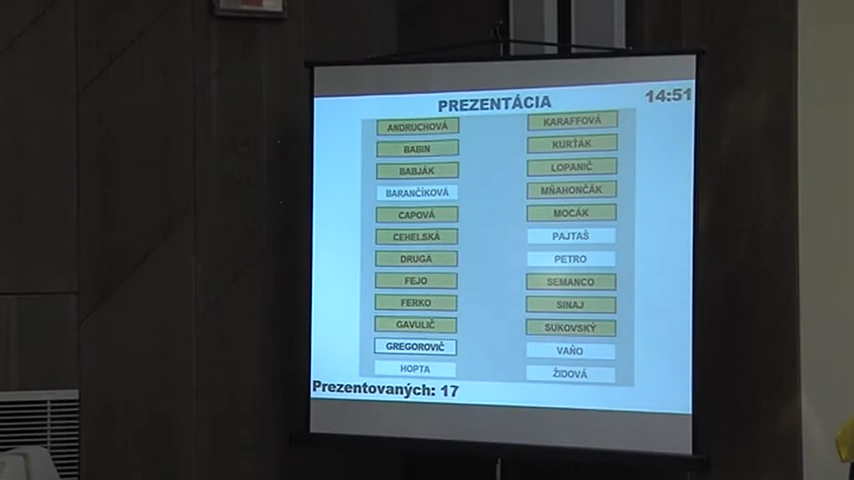 PREZENTÁCIA
14:51
ANDRUCHOVÁ
BABIN
BABJÁK
BARANČÍKOVÁ
CAPOVÁ
ČEHELSKÁ
DRUGA
FEJO
FERKO
GAVULIČ
GREGOROVIČ
HOPTA
KARAFFOVÁ
KURŤÁK
LOPANIČ
MŇAHONČÁK
MOCÁK
PAJTAŠ
PETRO
SEMANCO
SINAJ
SUKOVSKÝ
VAŇO
ŽIDOVÁ
Prezentovaných: 17